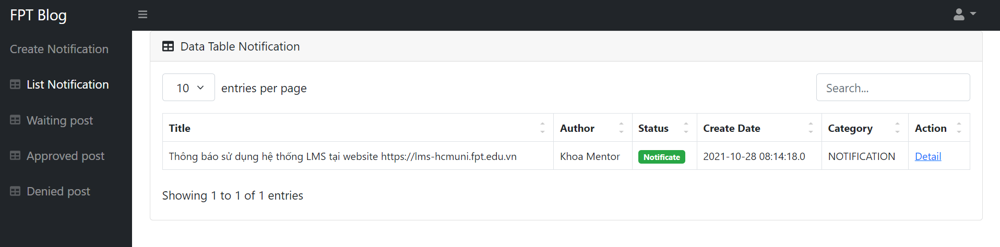 FPT Blog
Create Notification
List Notification
Waiting post
Approved post
Denied post
Data Table Notification
10 entries per page
Search...
Title Author Status Create Date Category Action
Thông báo sử dụng hệ thống LMS tại website https://lms-hcmuni.fpt.edu.vn Khoa Mentor Notificate 2021-10-28 08:14:18.0 NOTIFICATION Detail
Showing 1 to 1 of 1 entries